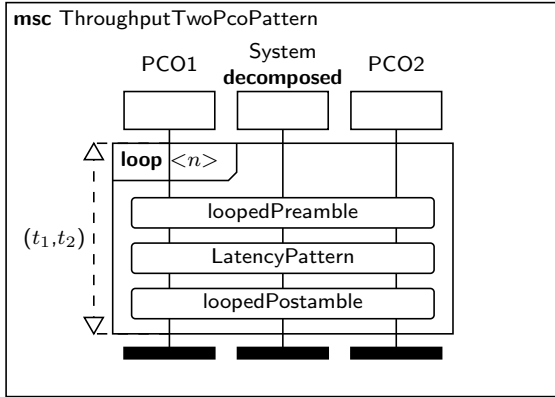 msc ThroughputTwoPcoPattern
System
PCO1 decomposed PCO2
loop <n>
loopedPreamble
(t₁,t₂)
LatencyPattern
loopedPostamble